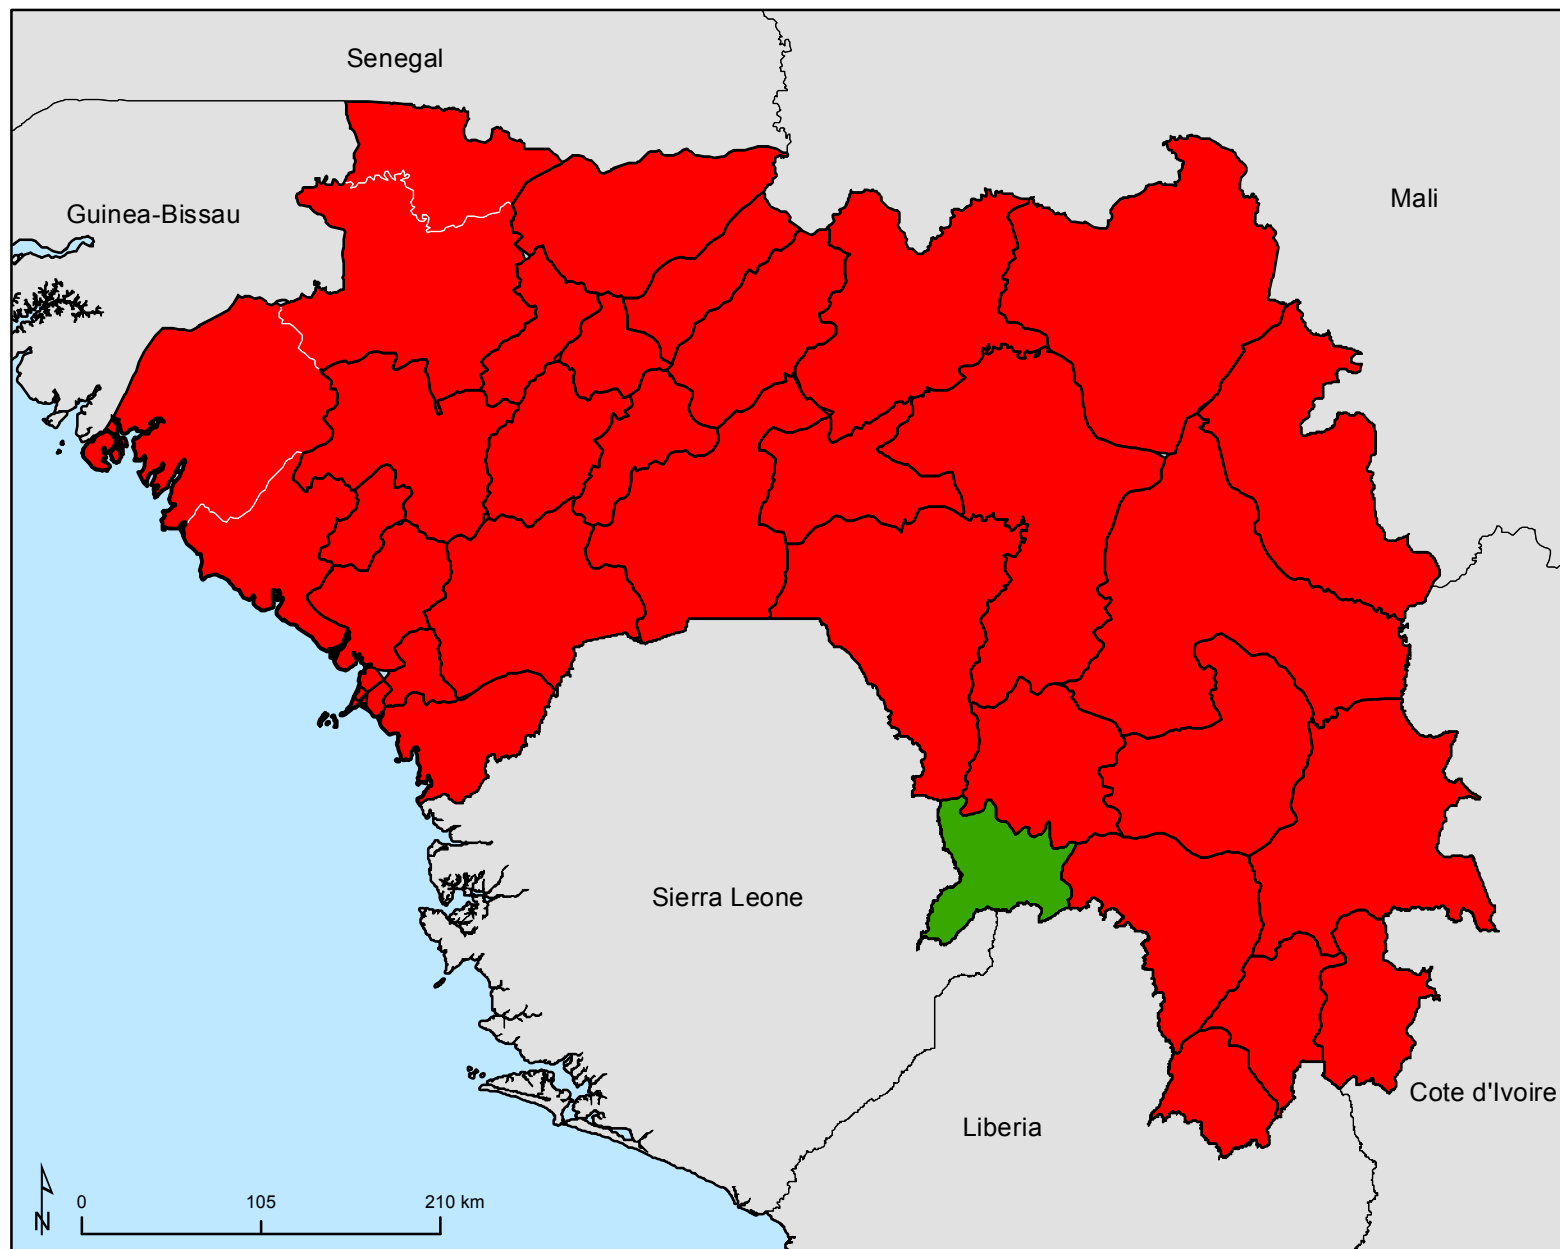 Senegal
Mali
Guinea-Bissau
Sierra Leone
Cote d'Ivoire
Liberia
N
0 105 210 km